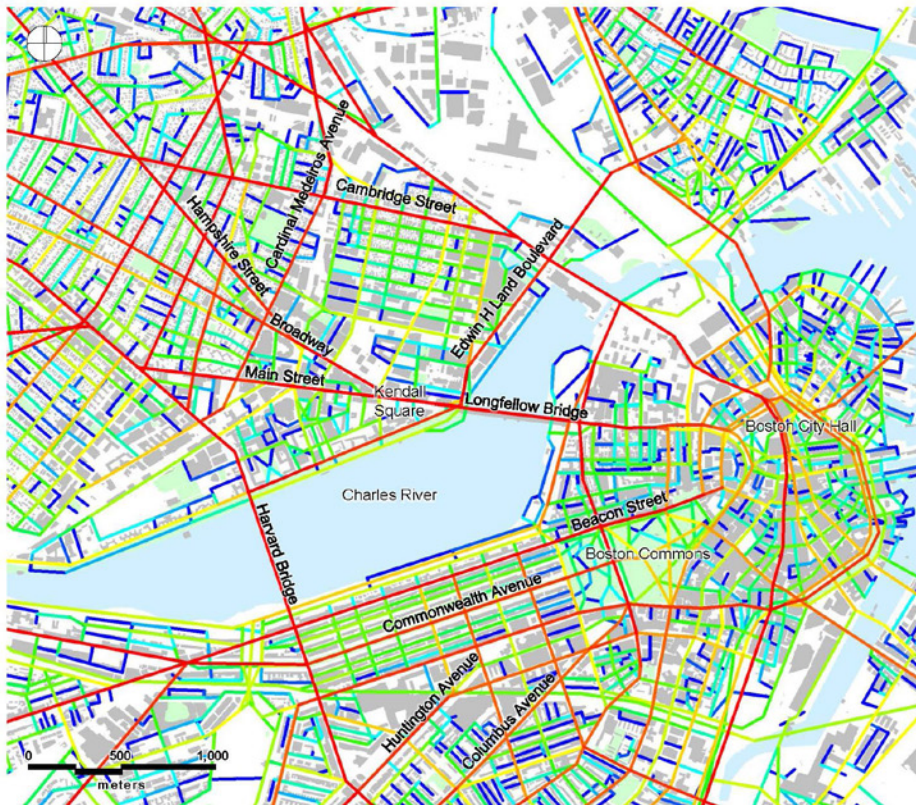 Cardinal Medeiros Avenue
Cambridge Street
Hampshire Street
Edwin H Land Boulevard
Broadway
Main Street
Kendall
Square
Longfellow Bridge
Boston City Hall
Charles River
Beacon Street
Harvard Bridge
Boston Commons
Commonwealth Avenue
Huntington Avenue
Columbus Avenue
0 500 1,000
meters